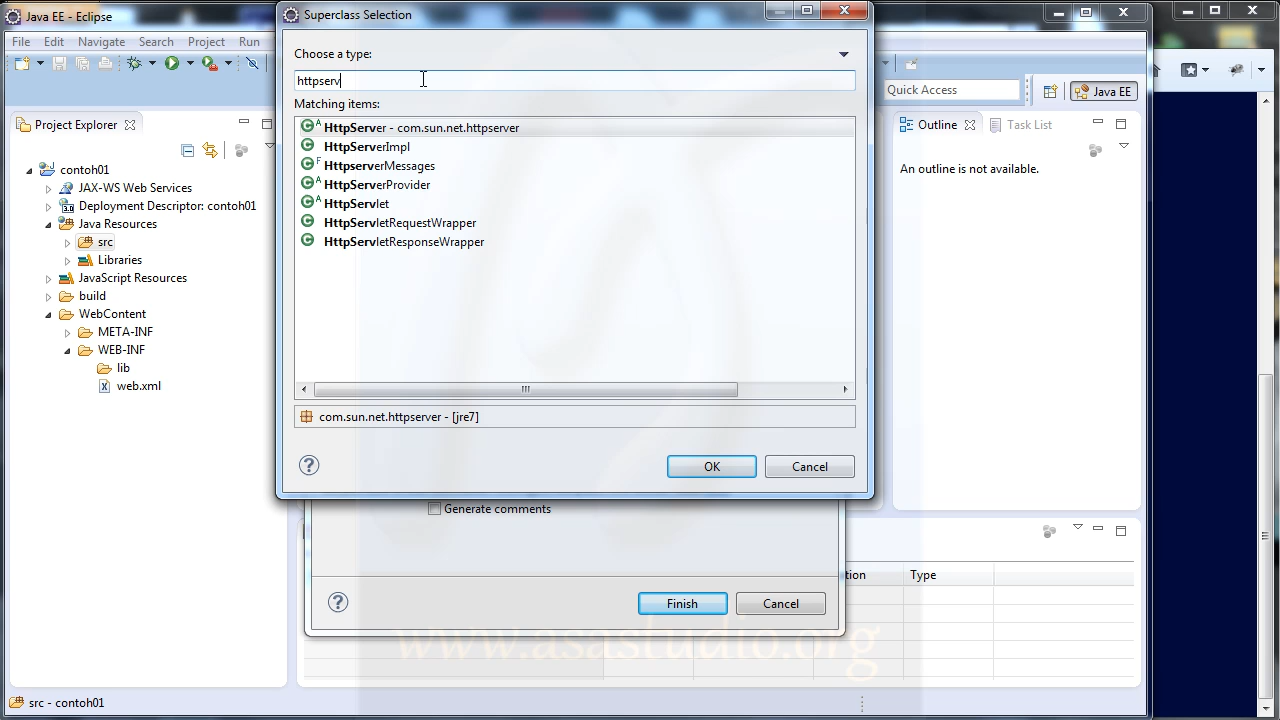 Java EE - Eclipse
Superclass Selection
File Edit Navigate Search Project Run
Choose a type:
httpserv
Quick Access
Java EE
Matching items:
Project Explorer
HttpServer - com.sun.net.httpserver
HttpServerImpl
HttpserverMessages
HttpServerProvider
HttpServlet
HttpServletRequestWrapper
HttpServletResponseWrapper
Outline
Task List
An outline is not available.
contoh01
JAX-WS Web Services
Deployment Descriptor: contoh01
Java Resources
src
Libraries
JavaScript Resources
build
WebContent
META-INF
WEB-INF
lib
web.xml
com.sun.net.httpserver - [jre7]
OK
Cancel
Generate comments
tion
Type
Finish
Cancel
www.asastudio.org
src - contoh01